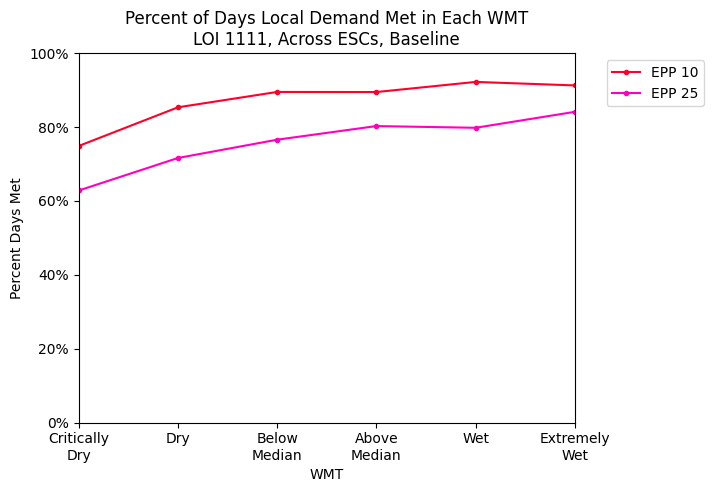 Percent of Days Local Demand Met in Each WMT
LOI 1111, Across ESCs, Baseline
EPP 10
EPP 25
Percent Days Met
100%
80%
60%
40%
20%
0%
Critically
Dry
Dry
Below
Median
Above
Median
Wet
Extremely
Wet
WMT